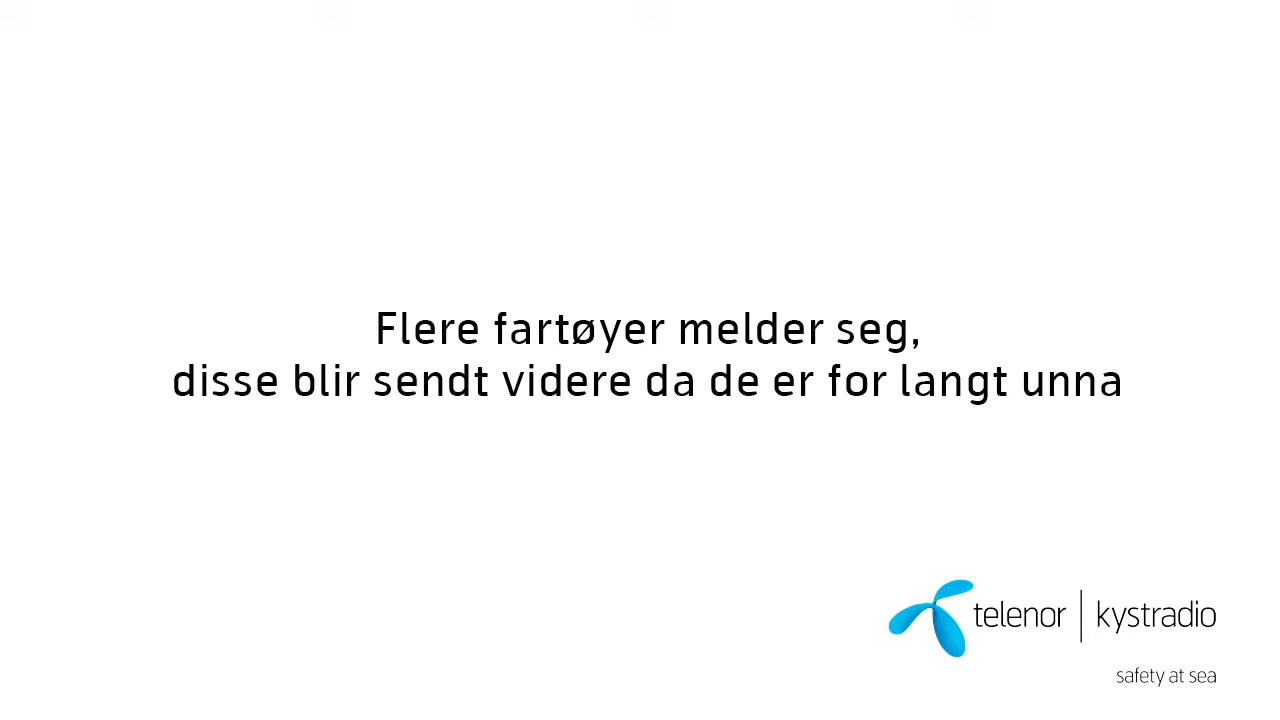 Flere fartøyer melder seg,
disse blir sendt videre da de er for langt unna
telenor | kystradio
safety at sea